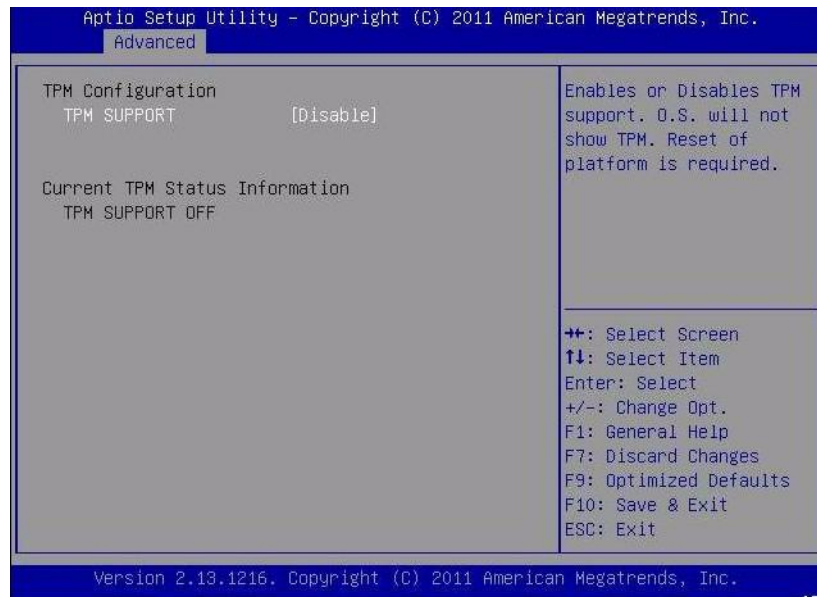 Aptio Setup Utility – Copyright (C) 2011 American Megatrends, Inc.
Advanced
TPM Configuration
TPM SUPPORT [Disable]
Current TPM Status Information
TPM SUPPORT OFF
Enables or Disables TPM
support. O.S. will not
show TPM. Reset of
platform is required.
→←: Select Screen
↑↓: Select Item
Enter: Select
+/-: Change Opt.
F1: General Help
F7: Discard Changes
F9: Optimized Defaults
F10: Save & Exit
ESC: Exit
Version 2.13.1216. Copyright (C) 2011 American Megatrends, Inc.